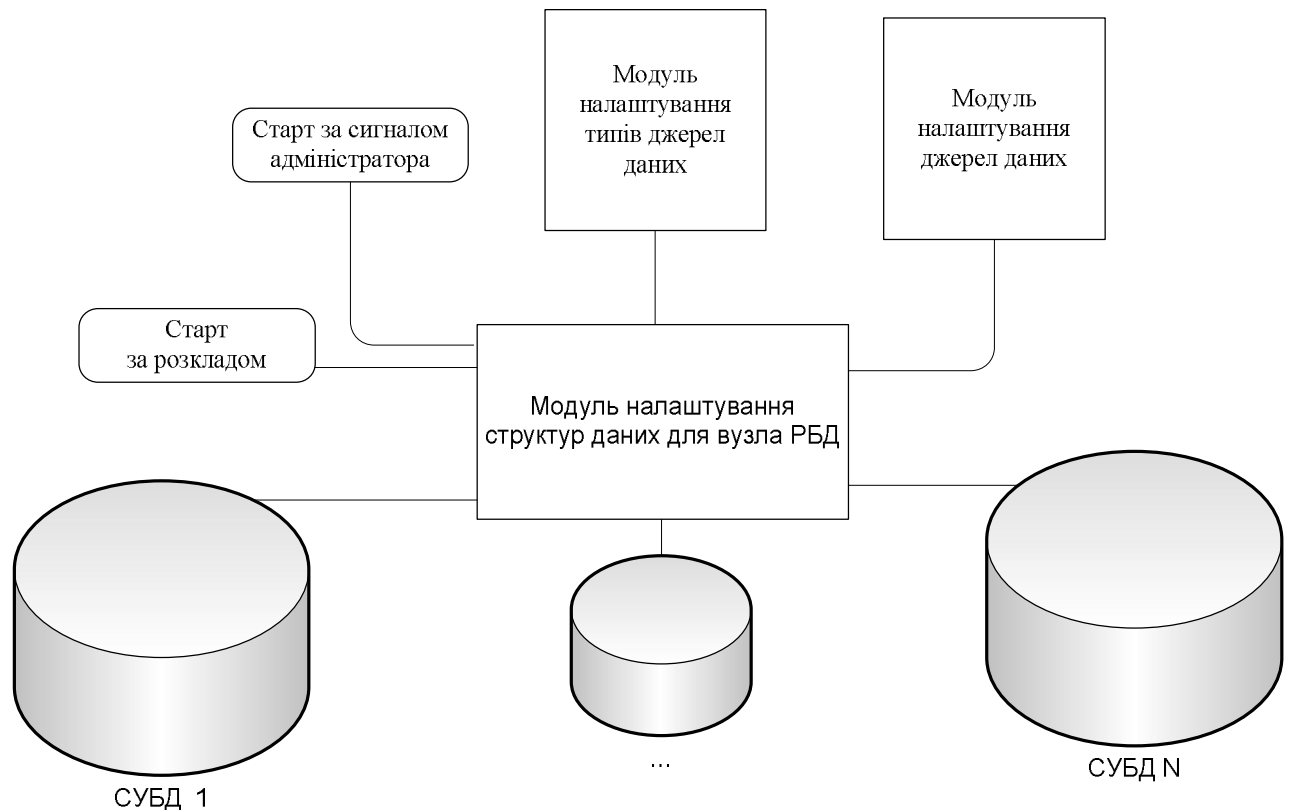 Модуль
налаштування
типів джерел
даних
Модуль
налаштування
джерел даних
Старт за сигналом
адміністратора
Старт
за розкладом
Модуль налаштування
структур даних для вузла РБД
...
СУБД N
СУБД 1